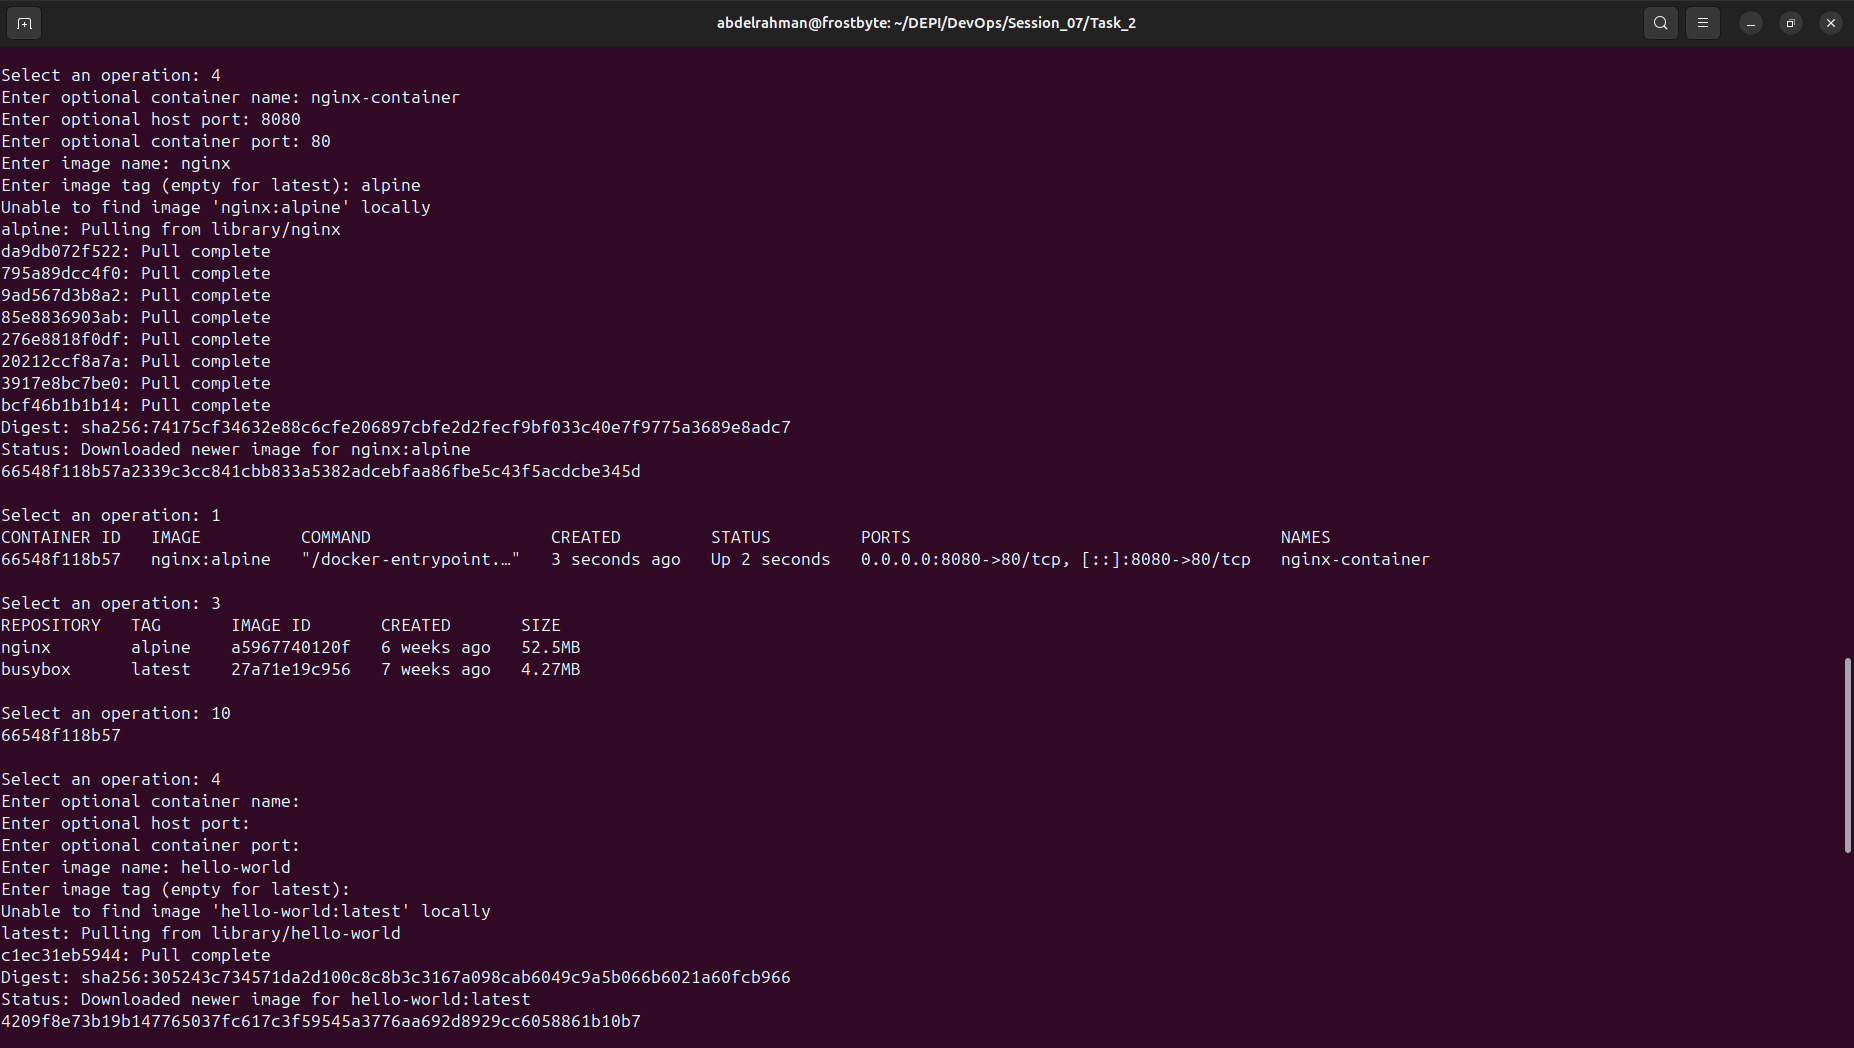 abdelrahman@frostbyte: ~/DEPI/DevOps/Session_07/Task_2
Select an operation: 4
Enter optional container name: nginx-container
Enter optional host port: 8080
Enter optional container port: 80
Enter image name: nginx
Enter image tag (empty for latest): alpine
Unable to find image 'nginx:alpine' locally
alpine: Pulling from library/nginx
da9db072f522: Pull complete
795a89dcc4f0: Pull complete
9ad567d3b8a2: Pull complete
85e8836903ab: Pull complete
276e8818f0df: Pull complete
20212ccf8a7a: Pull complete
3917e8bc7be0: Pull complete
bcf46b1b1b14: Pull complete
Digest: sha256:74175cf34632e88c6cfe206897cbfe2d2fecf9bf033c40e7f9775a3689e8adc7
Status: Downloaded newer image for nginx:alpine
66548f118b57a2339c3cc841cbb833a5382adcebfaa86fbe5c43f5acdcbe345d
Select an operation: 1
CONTAINER ID   IMAGE          COMMAND                  CREATED         STATUS         PORTS                                     NAMES
66548f118b57   nginx:alpine   "/docker-entrypoint.…"   3 seconds ago   Up 2 seconds   0.0.0.0:8080->80/tcp, [::]:8080->80/tcp   nginx-container
Select an operation: 3
REPOSITORY   TAG       IMAGE ID       CREATED       SIZE
nginx        alpine    a5967740120f   6 weeks ago   52.5MB
busybox      latest    27a71e19c956   7 weeks ago   4.27MB
Select an operation: 10
66548f118b57
Select an operation: 4
Enter optional container name:
Enter optional host port:
Enter optional container port:
Enter image name: hello-world
Enter image tag (empty for latest):
Unable to find image 'hello-world:latest' locally
latest: Pulling from library/hello-world
c1ec31eb5944: Pull complete
Digest: sha256:305243c734571da2d100c8c8b3c3167a098cab6049c9a5b066b6021a60fcb966
Status: Downloaded newer image for hello-world:latest
4209f8e73b19b147765037fc617c3f59545a3776aa692d8929cc6058861b10b7